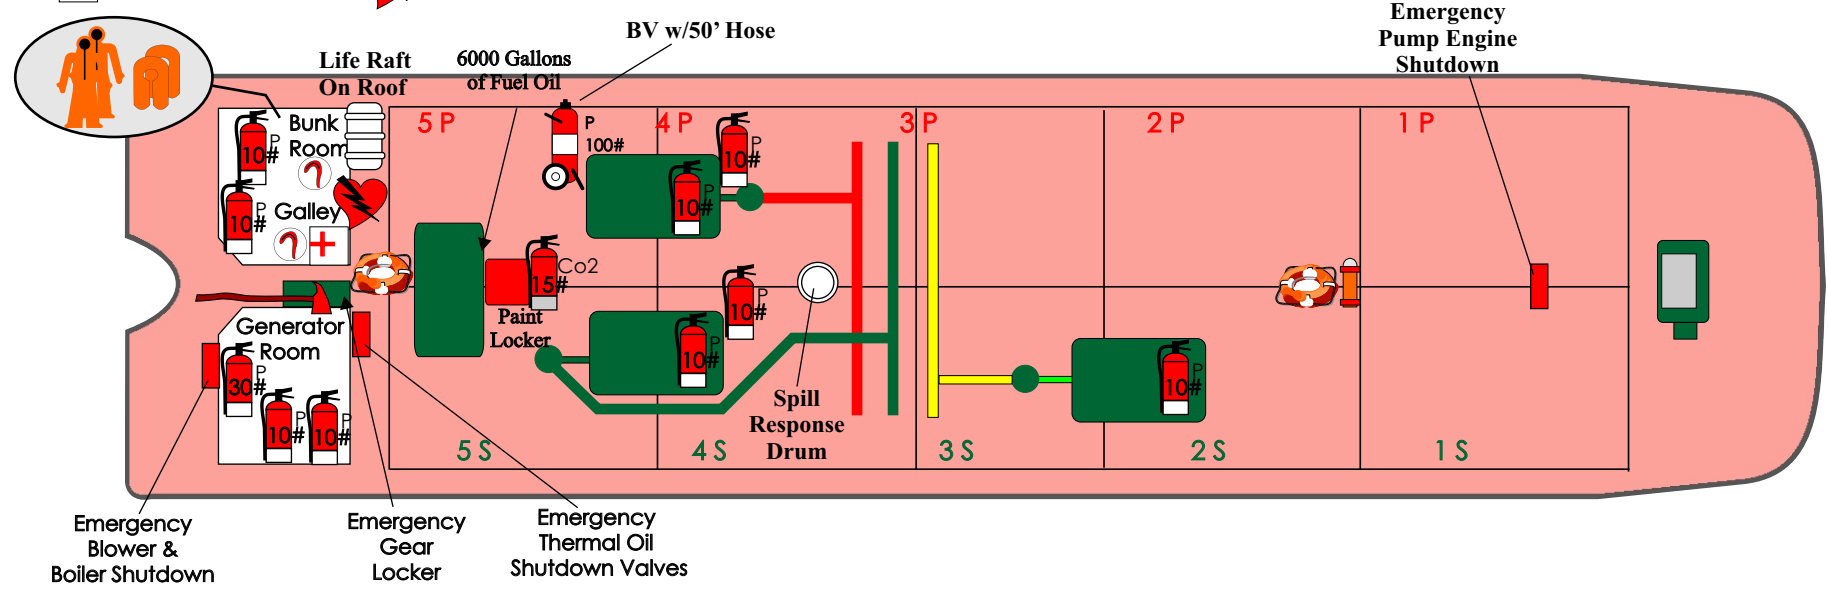 Emergency
Pump Engine
Shutdown
BV w/50’ Hose
6000 Gallons
of Fuel Oil
Life Raft
On Roof
Bunk
Room
5 P
P
100#
4 P
3P
2 P
1 P
P
10#
P
10#
P
10#
P
10#
Galley
Co2
15#
P
10#
Paint
Locker
Generator
Room
P
30#
P
10#
P
10#
P
10#
P
10#
Spill
Response
Drum
5 S
4 S
3 S
2 S
1 S
Emergency
Blower &
Boiler Shutdown
Emergency
Gear
Locker
Emergency
Thermal Oil
Shutdown Valves